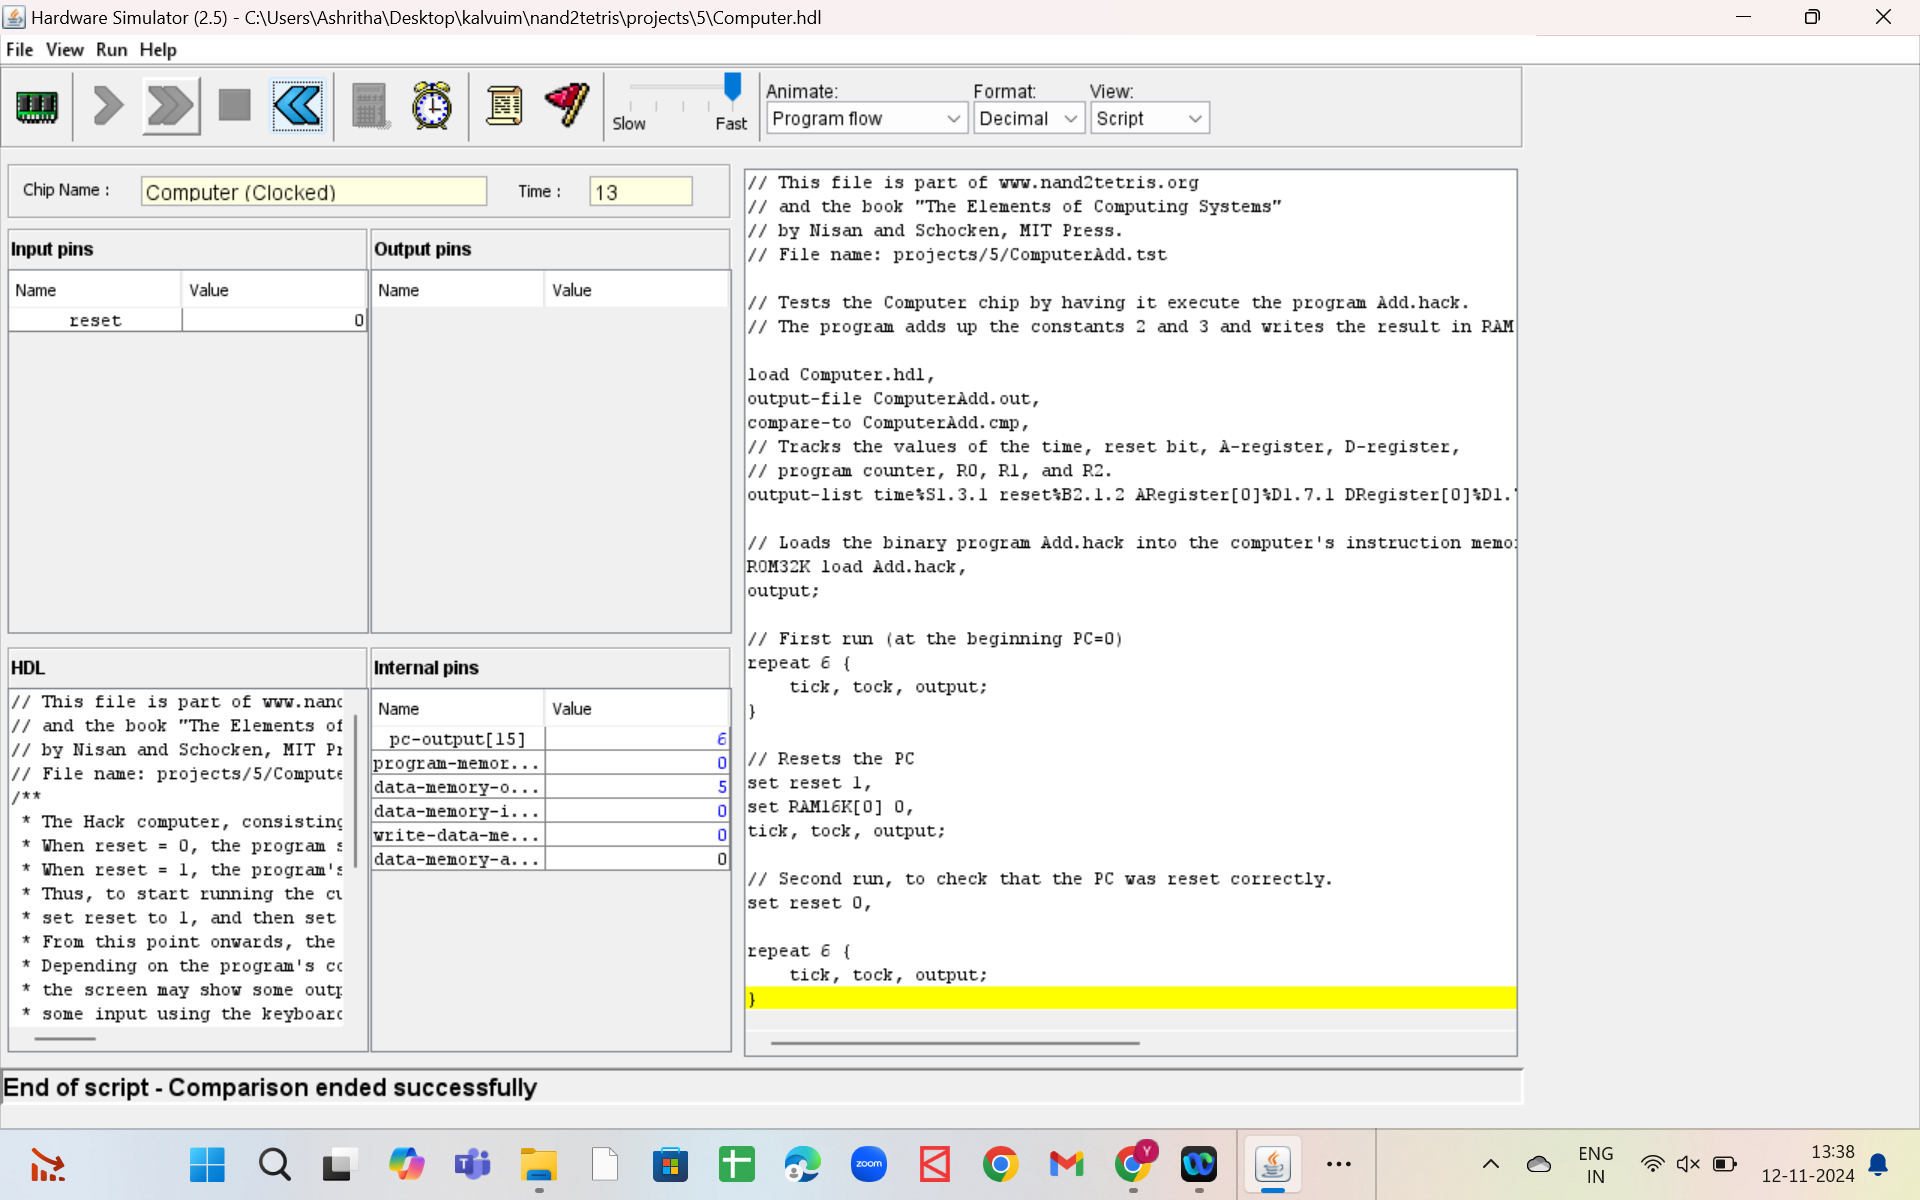 Hardware Simulator (2.5) - C:\Users\Ashritha\Desktop\kalvuim\nand2tetris\projects\5\Computer.hdl
File View Run Help
Slow Fast
Animate: Format: View:
Program flow Decimal Script
Chip Name : Computer (Clocked) Time : 13
Input pins
Name Value
reset 0
Output pins
Name Value
HDL
// This file is part of www.nand
// and the book "The Elements of
// by Nisan and Schocken, MIT Pr
// File name: projects/5/Compute
/**
* The Hack computer, consisting
* When reset = 0, the program s
* When reset = 1, the program's
* Thus, to start running the cu
* set reset to 1, and then set
* From this point onwards, the
* Depending on the program's co
* the screen may show some outp
* some input using the keyboard
Internal pins
Name Value
pc-output[15] 6
program-memor... 0
data-memory-o... 5
data-memory-i... 0
write-data-me... 0
data-memory-a... 0
// This file is part of www.nand2tetris.org
// and the book "The Elements of Computing Systems"
// by Nisan and Schocken, MIT Press.
// File name: projects/5/ComputerAdd.tst
// Tests the Computer chip by having it execute the program Add.hack.
// The program adds up the constants 2 and 3 and writes the result in RAM
load Computer.hdl,
output-file ComputerAdd.out,
compare-to ComputerAdd.cmp,
// Tracks the values of the time, reset bit, A-register, D-register,
// program counter, R0, R1, and R2.
output-list time%S1.3.1 reset%B2.1.2 ARegister[0]%D1.7.1 DRegister[0]%D1.
// Loads the binary program Add.hack into the computer's instruction memo
ROM32K load Add.hack,
output;
// First run (at the beginning PC=0)
repeat 6 {
tick, tock, output;
}
// Resets the PC
set reset 1,
set RAM16K[0] 0,
tick, tock, output;
// Second run, to check that the PC was reset correctly.
set reset 0,
repeat 6 {
tick, tock, output;
}
End of script - Comparison ended successfully
zoom
Y
ENG
IN
13:38
12-11-2024